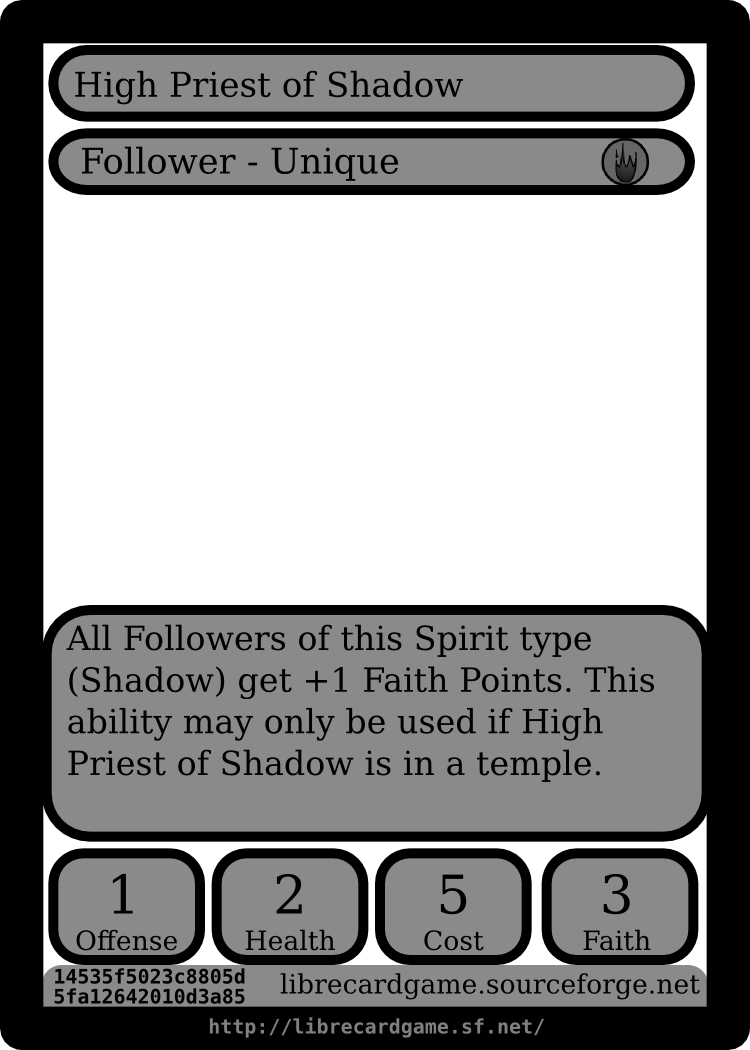 High Priest of Shadow
Follower - Unique
All Followers of this Spirit type
(Shadow) get +1 Faith Points. This
ability may only be used if High
Priest of Shadow is in a temple.
1 2 5 3
Offense Health Cost Faith
14535f5023c8805d
5fa12642010d3a85
librecardgame.sourceforge.net
http://librecardgame.sf.net/